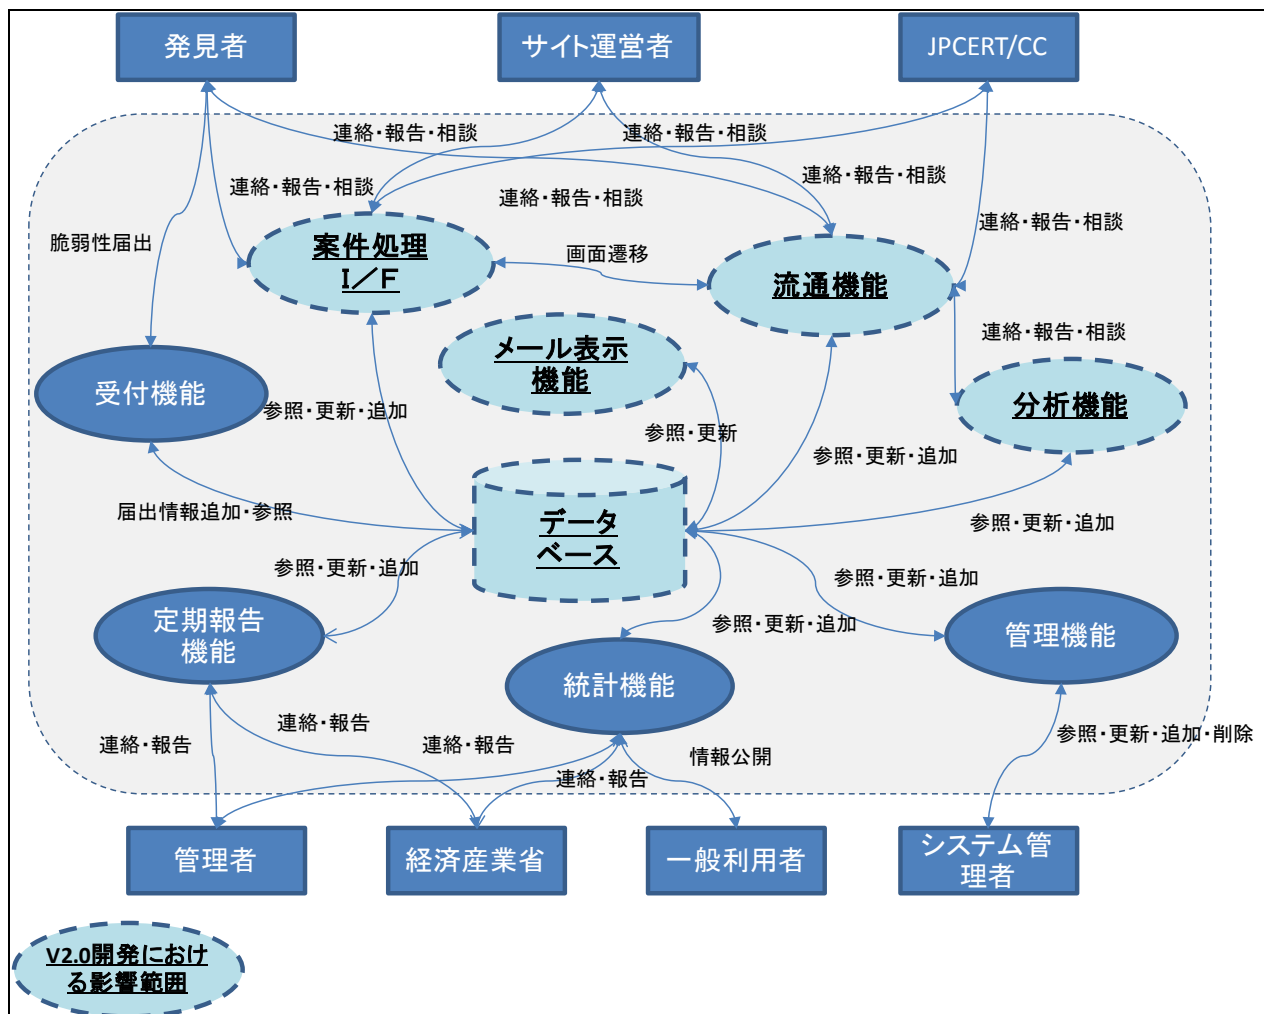 発見者
サイト運営者
JPCERT/CC
連絡・報告・相談
連絡・報告・相談
連絡・報告・相談
連絡・報告・相談
連絡・報告・相談
連絡・報告・相談
脆弱性届出
案件処理
I／F
画面遷移
流通機能
連絡・報告・相談
メール表示
機能
受付機能
分析機能
参照・更新・追加
参照・更新
参照・更新・追加
届出情報追加・参照
データ
ベース
参照・更新・追加
参照・更新・追加
参照・更新・追加
参照・更新・追加
定期報告
機能
管理機能
統計機能
連絡・報告
連絡・報告
連絡・報告
情報公開
参照・更新・追加・削除
連絡・報告
管理者
経済産業省
一般利用者
システム管
理者
V2.0開発におけ
る影響範囲